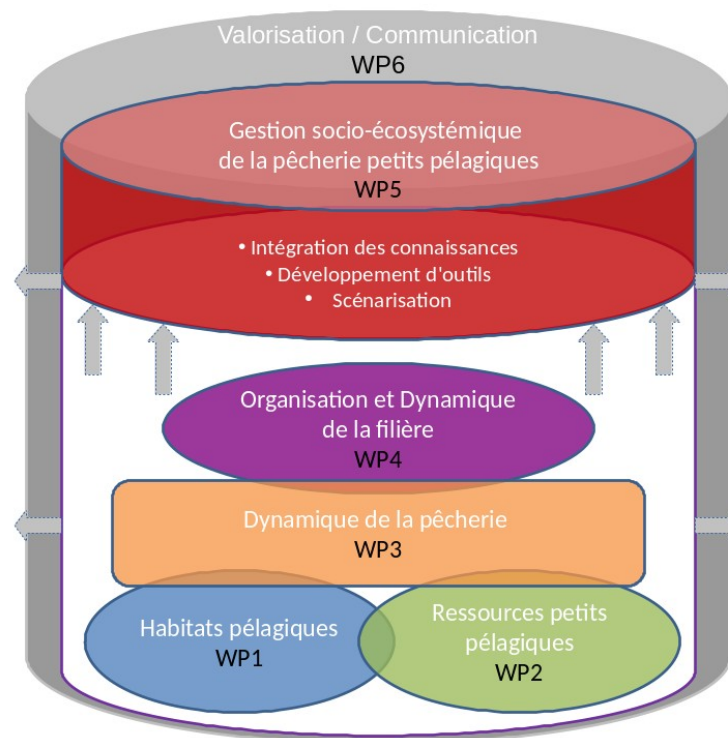 Valorisation / Communication
WP6
Gestion socio-écosystémique
de la pêcherie petits pélagiques
WP5
• Intégration des connaissances
• Développement d'outils
• Scénarisation
Organisation et Dynamique
de la filière
WP4
Dynamique de la pêcherie
WP3
Habitats pélagiques
WP1
Ressources petits
pélagiques
WP2